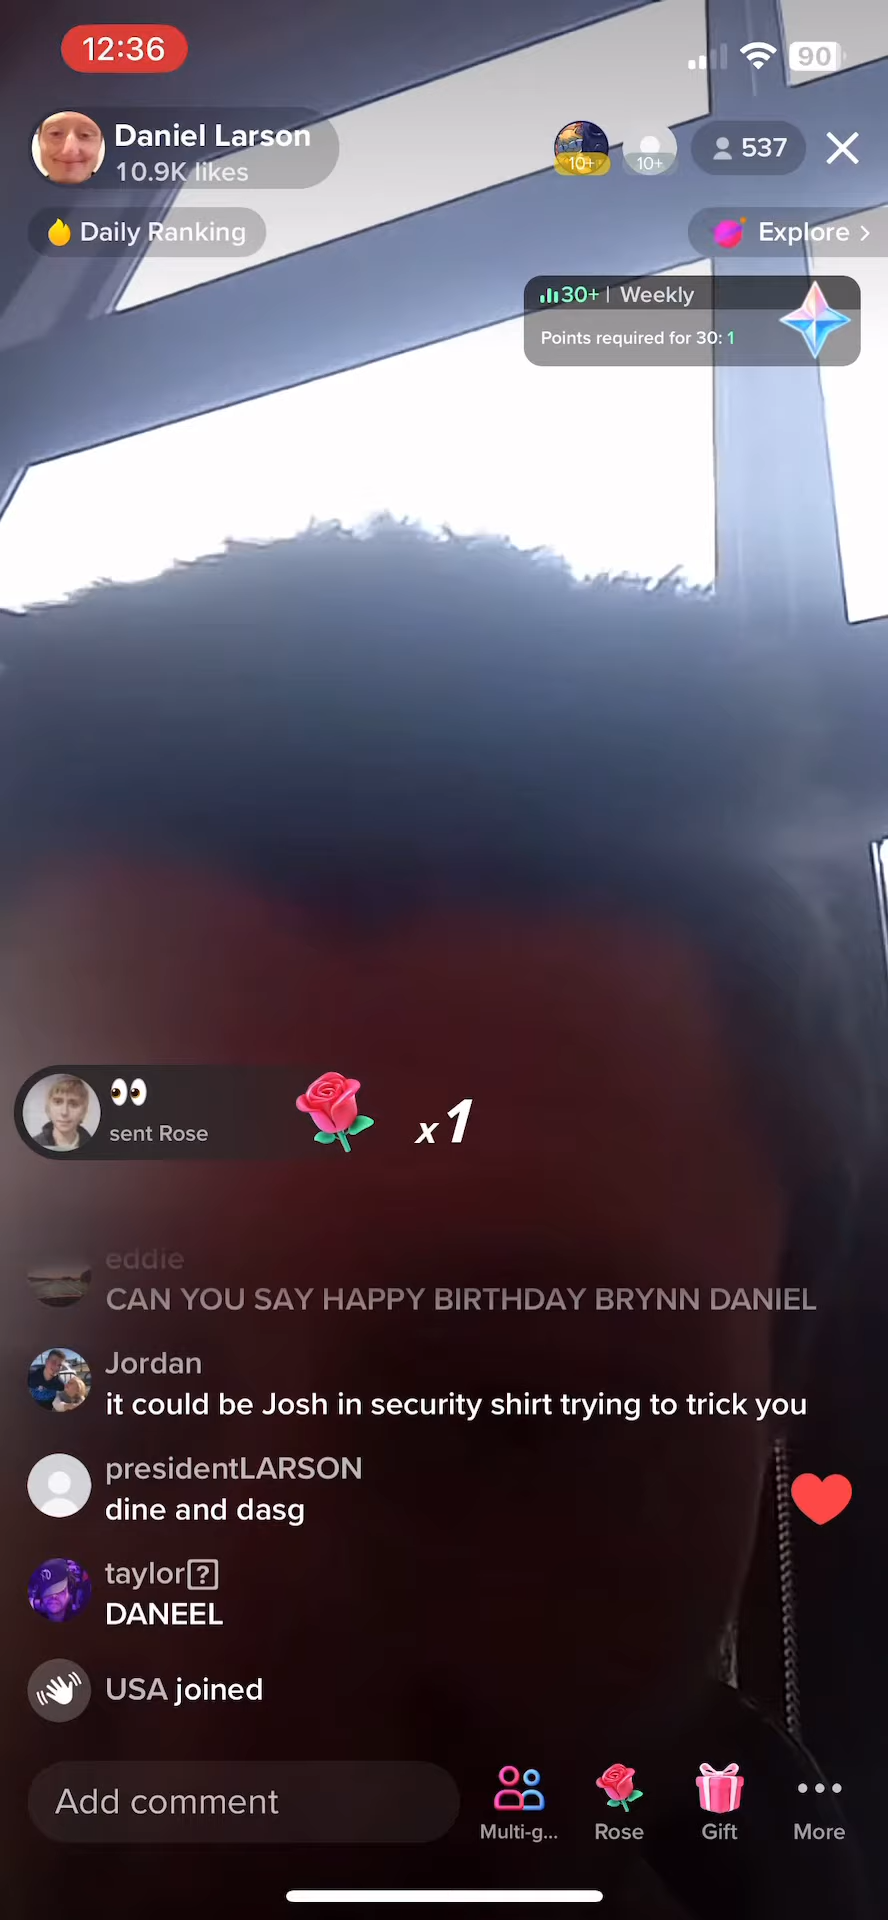 12:36
90
Daniel Larson
10.9K likes
10+
10+
537
Daily Ranking
Explore
30+ | Weekly
Points required for 30: 1
👀
sent Rose
x1
eddie
CAN YOU SAY HAPPY BIRTHDAY BRYNN DANIEL
Jordan
it could be Josh in security shirt trying to trick you
presidentLARSON
dine and dasg
taylor
DANEEL
USA joined
Add comment
Multi-g...
Rose
Gift
More